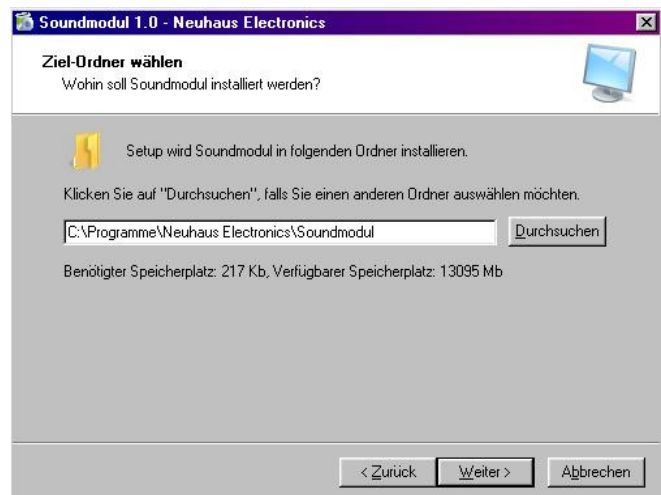 Soundmodul 1.0 - Neuhaus Electronics
Ziel-Ordner wählen
Wohin soll Soundmodul installiert werden?
Setup wird Soundmodul in folgenden Ordner installieren.
Klicken Sie auf "Durchsuchen", falls Sie einen anderen Ordner auswählen möchten.
C:\Programme\Neuhaus Electronics\Soundmodul
Durchsuchen
Benötigter Speicherplatz: 217 Kb, Verfügbarer Speicherplatz: 13095 Mb
< Zurück
Weiter >
Abbrechen